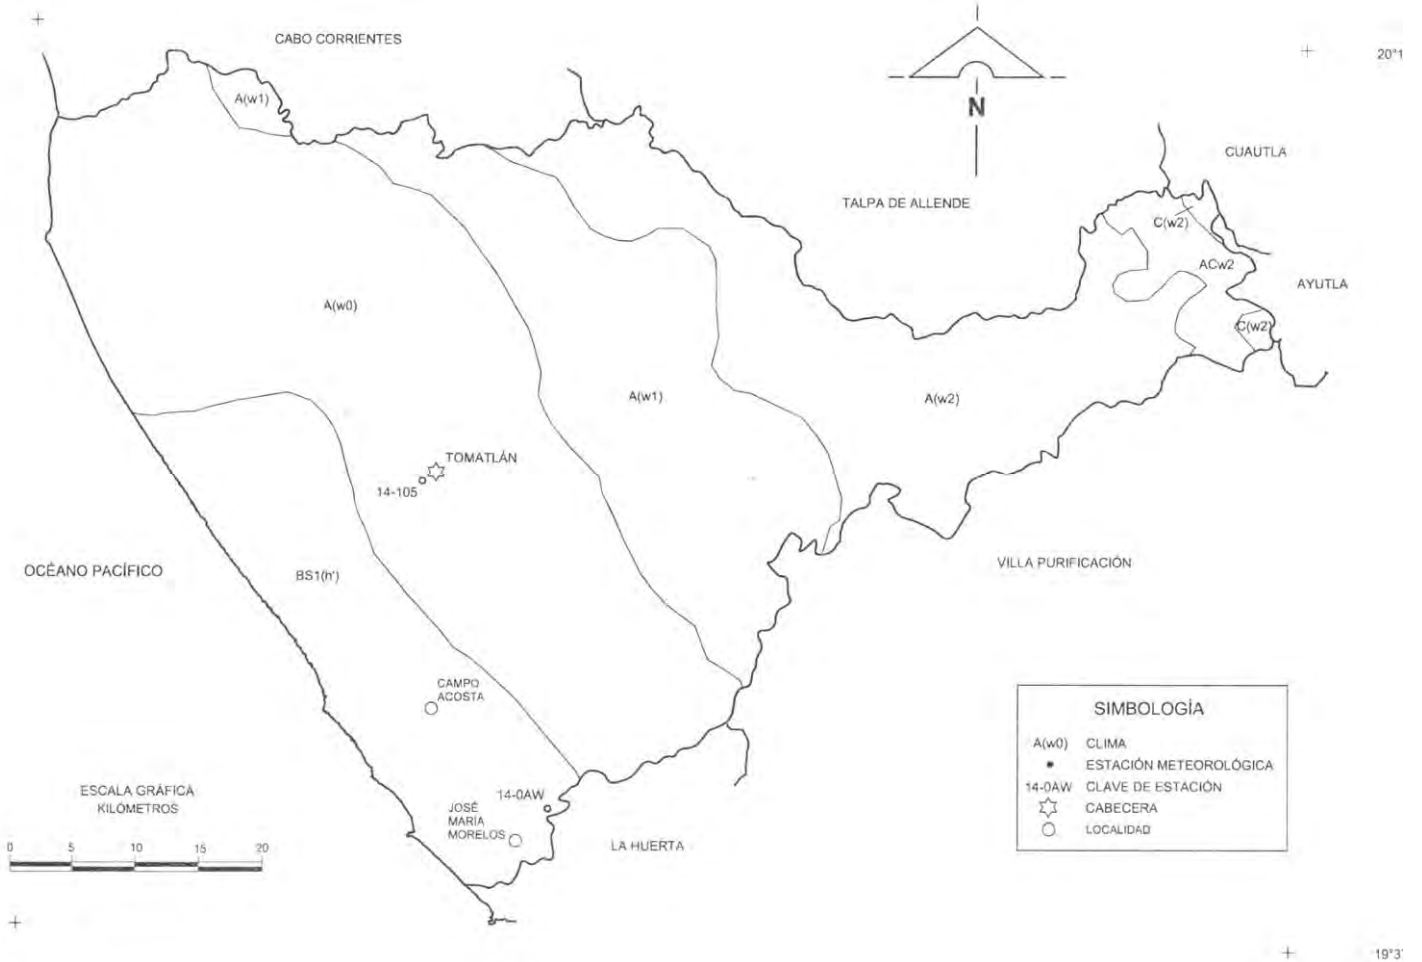 CABO CORRIENTES
20°1
A(w1)
N
CUAUTLA
TALPA DE ALLENDE
C(w2)
ACw2
AYUTLA
A(w0)
C(w2)
A(w1)
A(w2)
TOMATLÁN
14-105
OCÉANO PACÍFICO
BS1(h')
VILLA PURIFICACIÓN
CAMPO
ACOSTA
SIMBOLOGÍA
A(w0) CLIMA
ESTACIÓN METEOROLÓGICA
14-0AW CLAVE DE ESTACIÓN
CABECERA
LOCALIDAD
ESCALA GRÁFICA
KILÓMETROS
0 5 10 15 20
14-0AW
JOSÉ
MARÍA
MORELOS
LA HUERTA
19°3